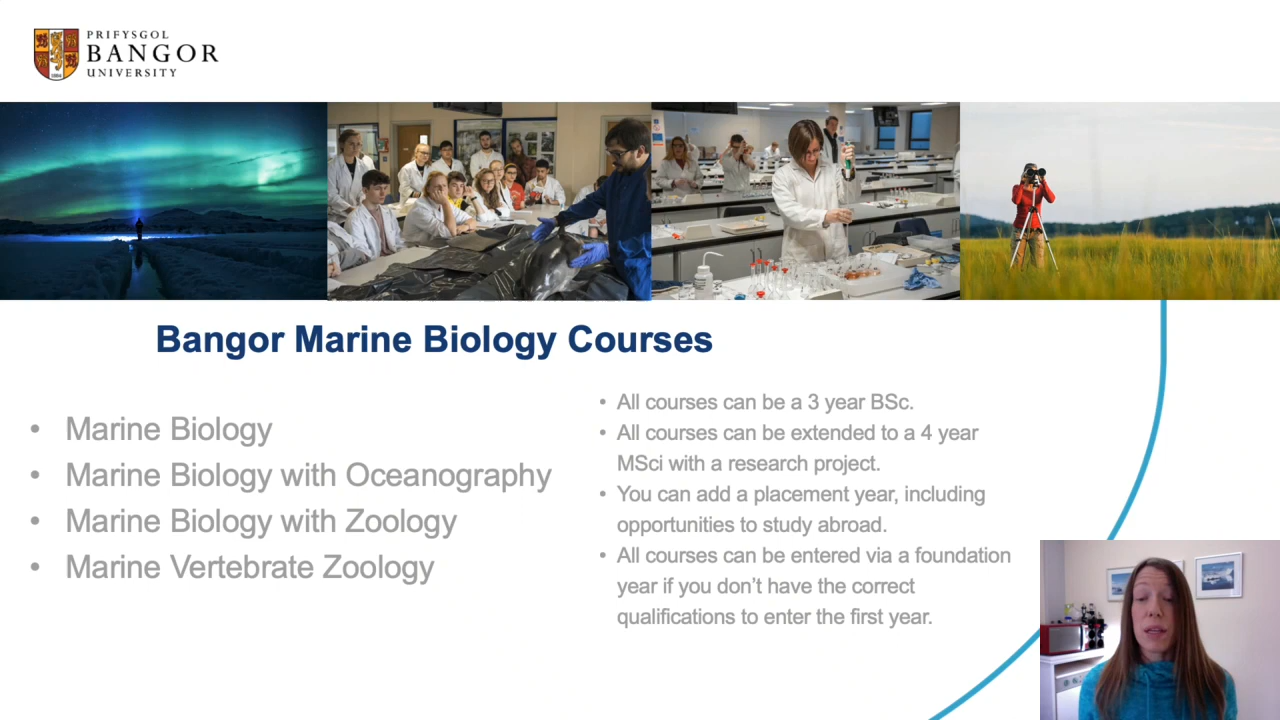 PRIFYSGOL
BANGOR
UNIVERSITY
Bangor Marine Biology Courses
• Marine Biology
• Marine Biology with Oceanography
• Marine Biology with Zoology
• Marine Vertebrate Zoology
• All courses can be a 3 year BSc.
• All courses can be extended to a 4 year
MSci with a research project.
• You can add a placement year, including
opportunities to study abroad.
• All courses can be entered via a foundation
year if you don’t have the correct
qualifications to enter the first year.